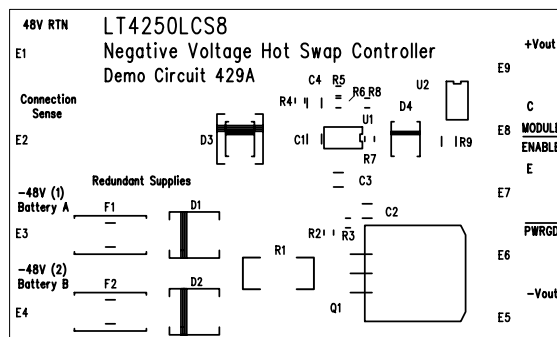 48V RTN
LT4250LCS8
Negative Voltage Hot Swap Controller
Demo Circuit 429A
E1
+Vout
E9
U2
C4
R5
R6
R8
R4
D4
U1
Connection
Sense
E2
D3
C1
R7
R9
C
E8
MODULE
ENABLE
E
E7
Redundant Supplies
C3
-48V (1)
Battery A
F1
D1
C2
E3
R2
R3
PWRGD
R1
E6
-48V (2)
Battery B
F2
D2
Q1
-Vout
E4
E5